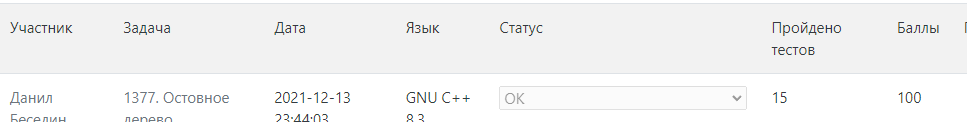 Участник Задача Дата Язык Статус Пройдено тестов Баллы
Данил 1377. Остовное 2021-12-13 GNU C++ OK 15 100
Беседин дерево 23:44:03 8.3